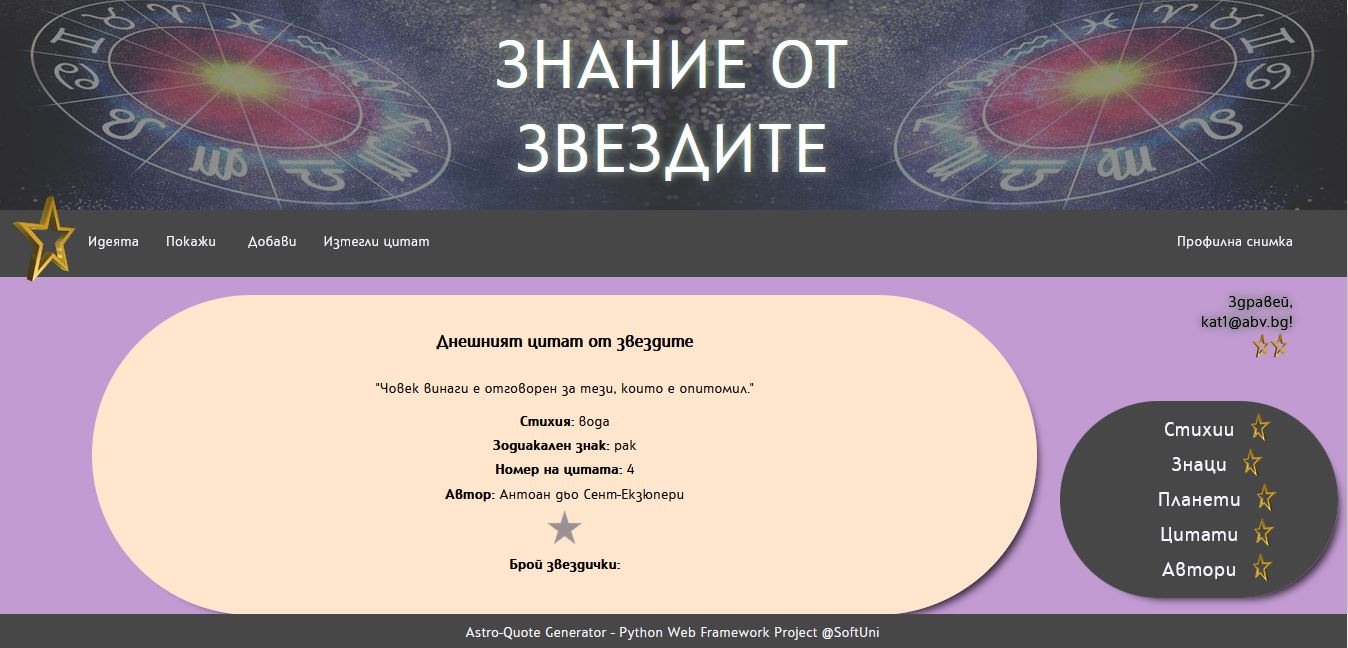 ЗНАНИЕ ОТ
ЗВЕЗДИТЕ
Идеята Покажи Добави Изтегли цитат Профилна снимка
Здравей,
kat1@abv.bg!
Днешният цитат от звездите
"Човек винаги е отговорен за тези, които е опитомил."
Стихия: вода
Зодиакален знак: рак
Номер на цитата: 4
Автор: Антоан дьо Сент-Екзюпери
Брой звездички:
Стихии
Знаци
Планети
Цитати
Автори
Astro-Quote Generator - Python Web Framework Project @SoftUni